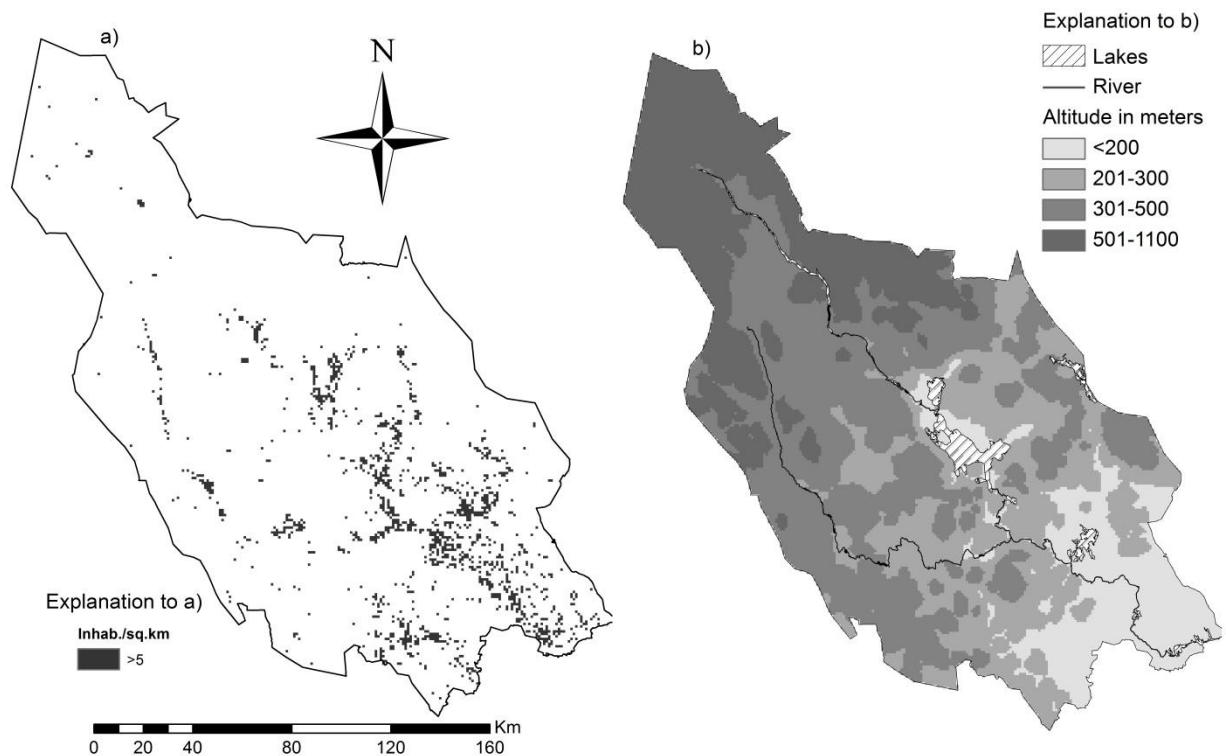 a)
N
Explanation to a)
Inhab./sq.km
>5
Km
0 20 40 80 120 160
b)
Explanation to b)
Lakes
River
Altitude in meters
<200
201-300
301-500
501-1100